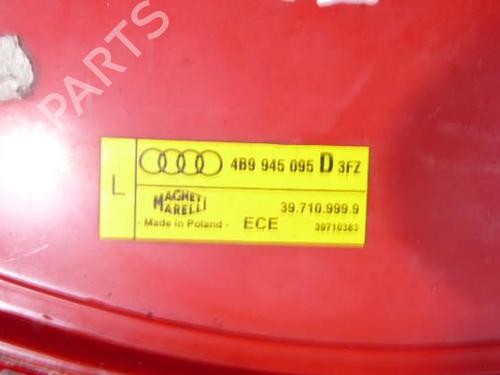 L
4B9 945 095 D 3FZ
MAGNETI
MARELLI
39.710.999.9
- Made in Poland -
ECE
39710383
B-PARTS